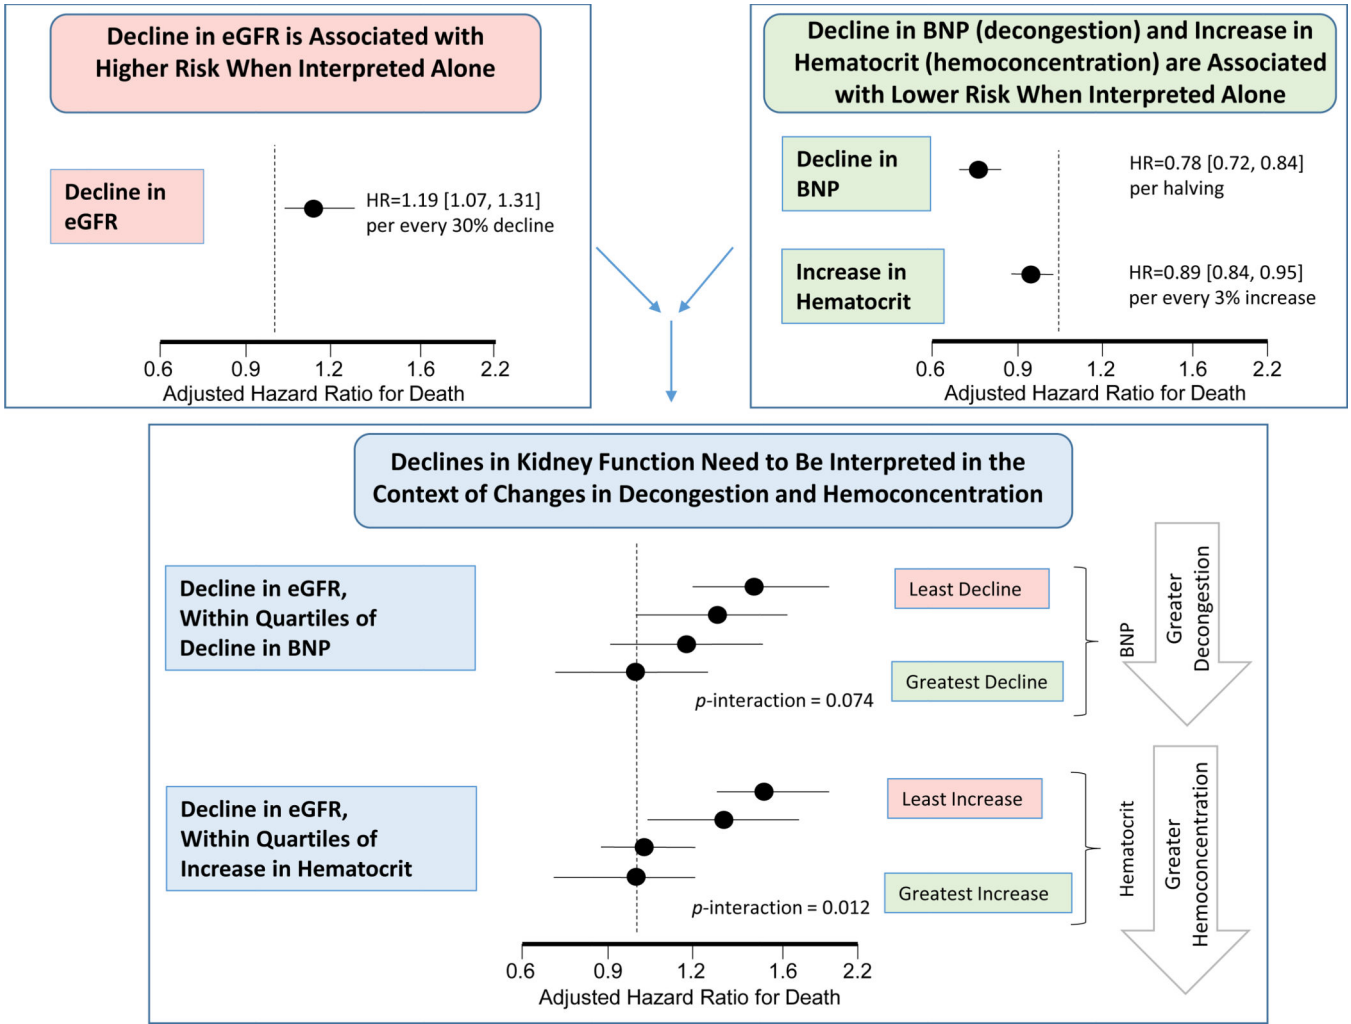 Decline in eGFR is Associated with
Higher Risk When Interpreted Alone
Decline in
eGFR
HR=1.19 [1.07, 1.31]
per every 30% decline
0.6 0.9 1.2 1.6 2.2
Adjusted Hazard Ratio for Death
Decline in BNP (decongestion) and Increase in
Hematocrit (hemoconcentration) are Associated
with Lower Risk When Interpreted Alone
Decline in
BNP
HR=0.78 [0.72, 0.84]
per halving
Increase in
Hematocrit
HR=0.89 [0.84, 0.95]
per every 3% increase
0.6 0.9 1.2 1.6 2.2
Adjusted Hazard Ratio for Death
Declines in Kidney Function Need to Be Interpreted in the
Context of Changes in Decongestion and Hemoconcentration
Decline in eGFR,
Within Quartiles of
Decline in BNP
Least Decline
Greatest Decline
p-interaction = 0.074
BNP
Greater
Decongestion
Decline in eGFR,
Within Quartiles of
Increase in Hematocrit
Least Increase
Greatest Increase
p-interaction = 0.012
Hematocrit
Greater
Hemoconcentration
0.6 0.9 1.2 1.6 2.2
Adjusted Hazard Ratio for Death